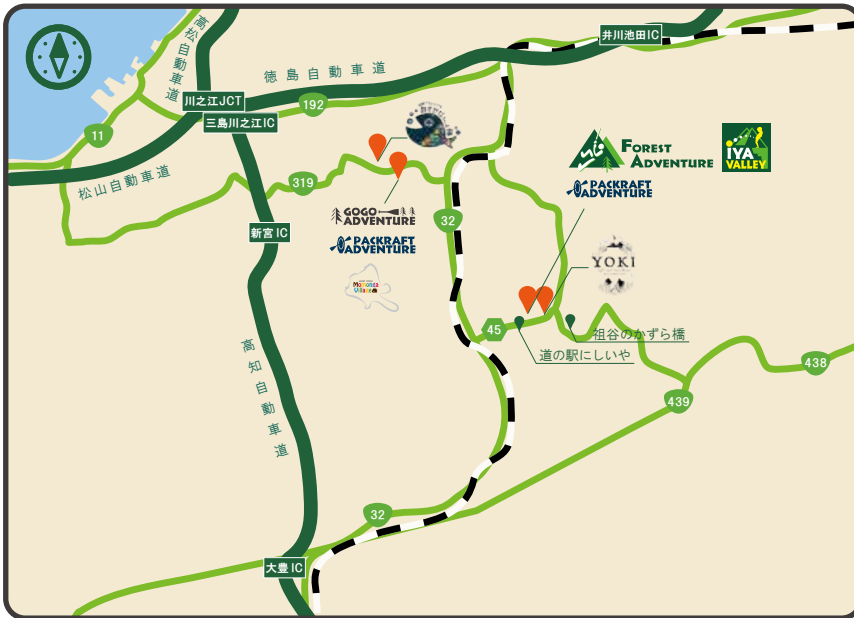 高松自動車道
井川池田IC
徳島自動車道
川之江JCT
192
三島川之江IC
11
FOREST
ADVENTURE
IYA
VALLEY
松山自動車道
319
PACKRAFT
ADVENTURE
GOGO
ADVENTURE
32
新宮IC
PACKRAFT
ADVENTURE
YOKI
Momonga
Village
45
祖谷のかずら橋
道の駅にしいや
高知自動車道
438
439
32
大豊IC